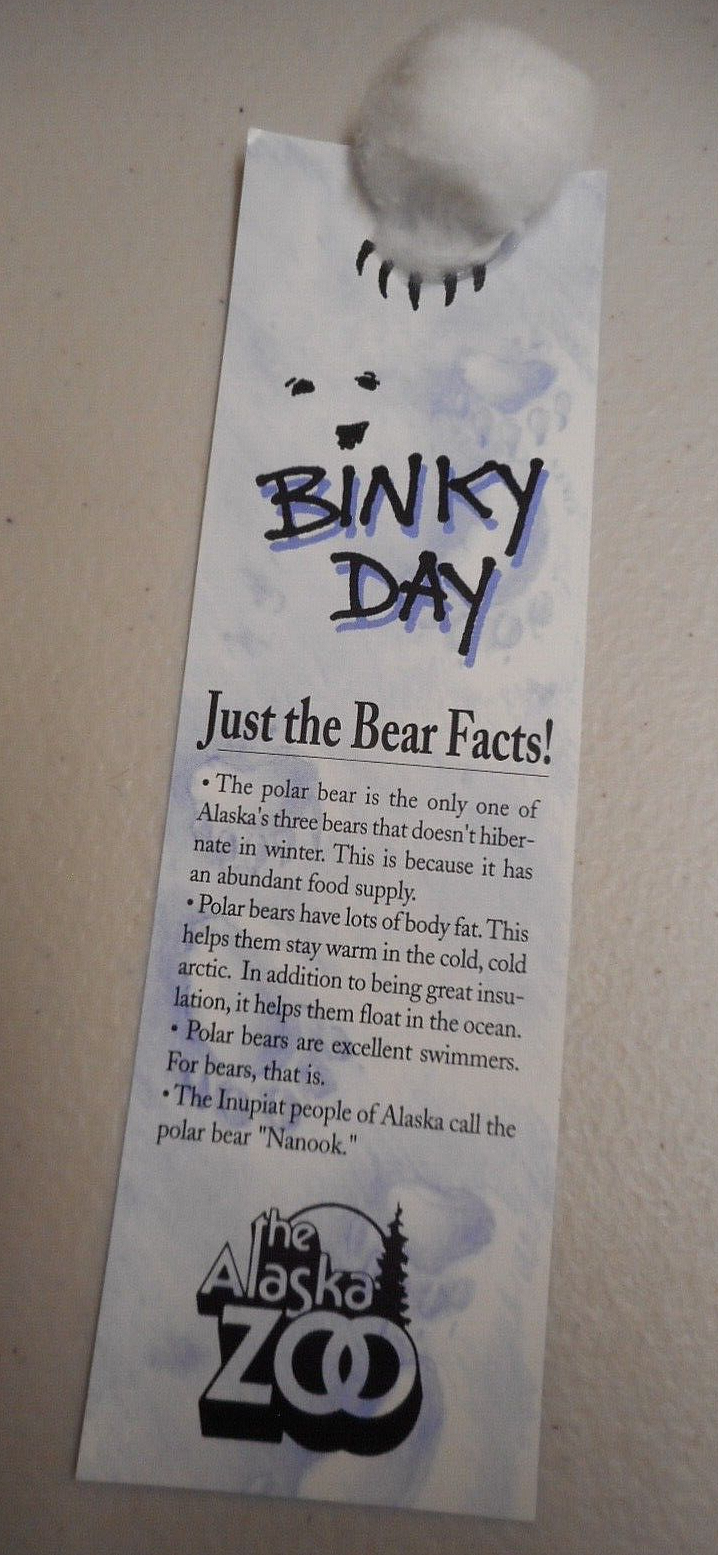 BINKY
DAY
Just the Bear Facts!
• The polar bear is the only one of
Alaska's three bears that doesn't hiber-
nate in winter. This is because it has
an abundant food supply.
• Polar bears have lots of body fat. This
helps them stay warm in the cold, cold
arctic. In addition to being great insu-
lation, it helps them float in the ocean.
• Polar bears are excellent swimmers.
For bears, that is.
• The Inupiat people of Alaska call the
polar bear "Nanook."
the
Alaska
ZOO